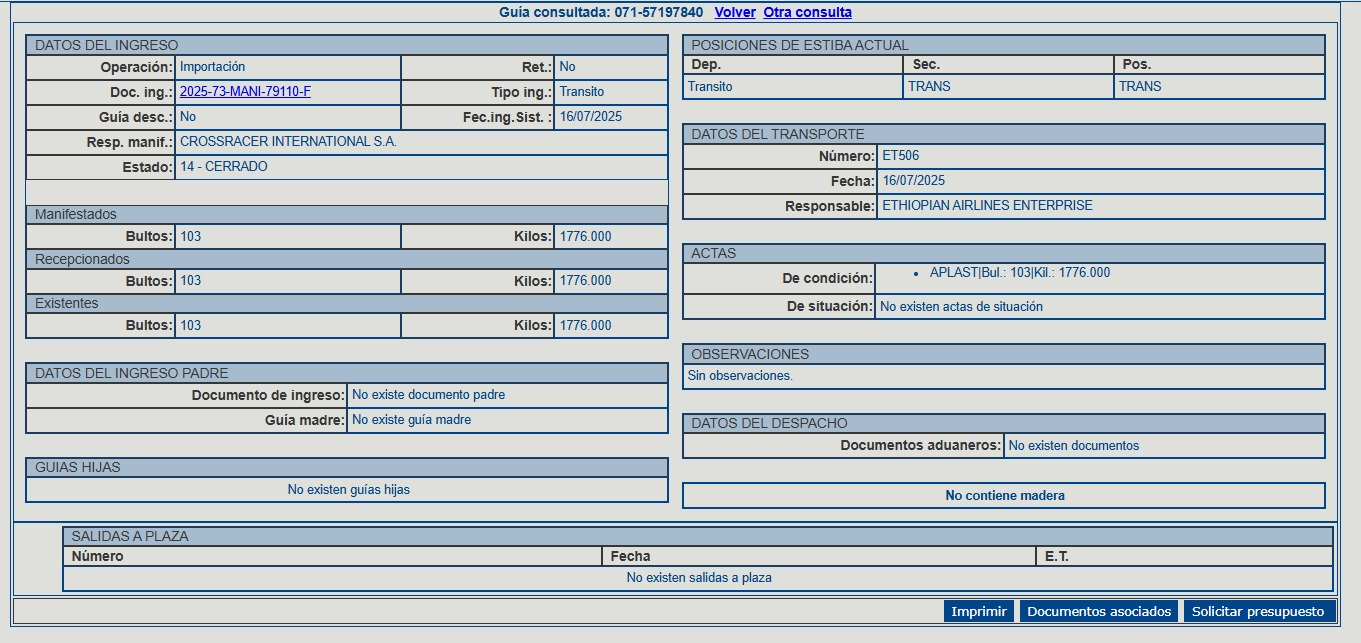 Guía consultada: 071-57197840 Volver Otra consulta
DATOS DEL INGRESO
Operación: Importación Ret.: No
Doc. ing.: 2025-73-MANI-79110-F Tipo ing.: Transito
Guía desc.: No Fec.ing.Sist. : 16/07/2025
Resp. manif.: CROSSRACER INTERNATIONAL S.A.
Estado: 14 - CERRADO
Manifestados
Bultos: 103 Kilos: 1776.000
Recepcionados
Bultos: 103 Kilos: 1776.000
Existentes
Bultos: 103 Kilos: 1776.000
DATOS DEL INGRESO PADRE
Documento de ingreso: No existe documento padre
Guía madre: No existe guía madre
GUIAS HIJAS
No existen guías hijas
POSICIONES DE ESTIBA ACTUAL
Dep. Sec. Pos.
Transito TRANS TRANS
DATOS DEL TRANSPORTE
Número: ET506
Fecha: 16/07/2025
Responsable: ETHIOPIAN AIRLINES ENTERPRISE
ACTAS
De condición: • APLAST|Bul.: 103|Kil.: 1776.000
De situación: No existen actas de situación
OBSERVACIONES
Sin observaciones.
DATOS DEL DESPACHO
Documentos aduaneros: No existen documentos
No contiene madera
SALIDAS A PLAZA
Número Fecha E.T.
No existen salidas a plaza
Imprimir Documentos asociados Solicitar presupuesto